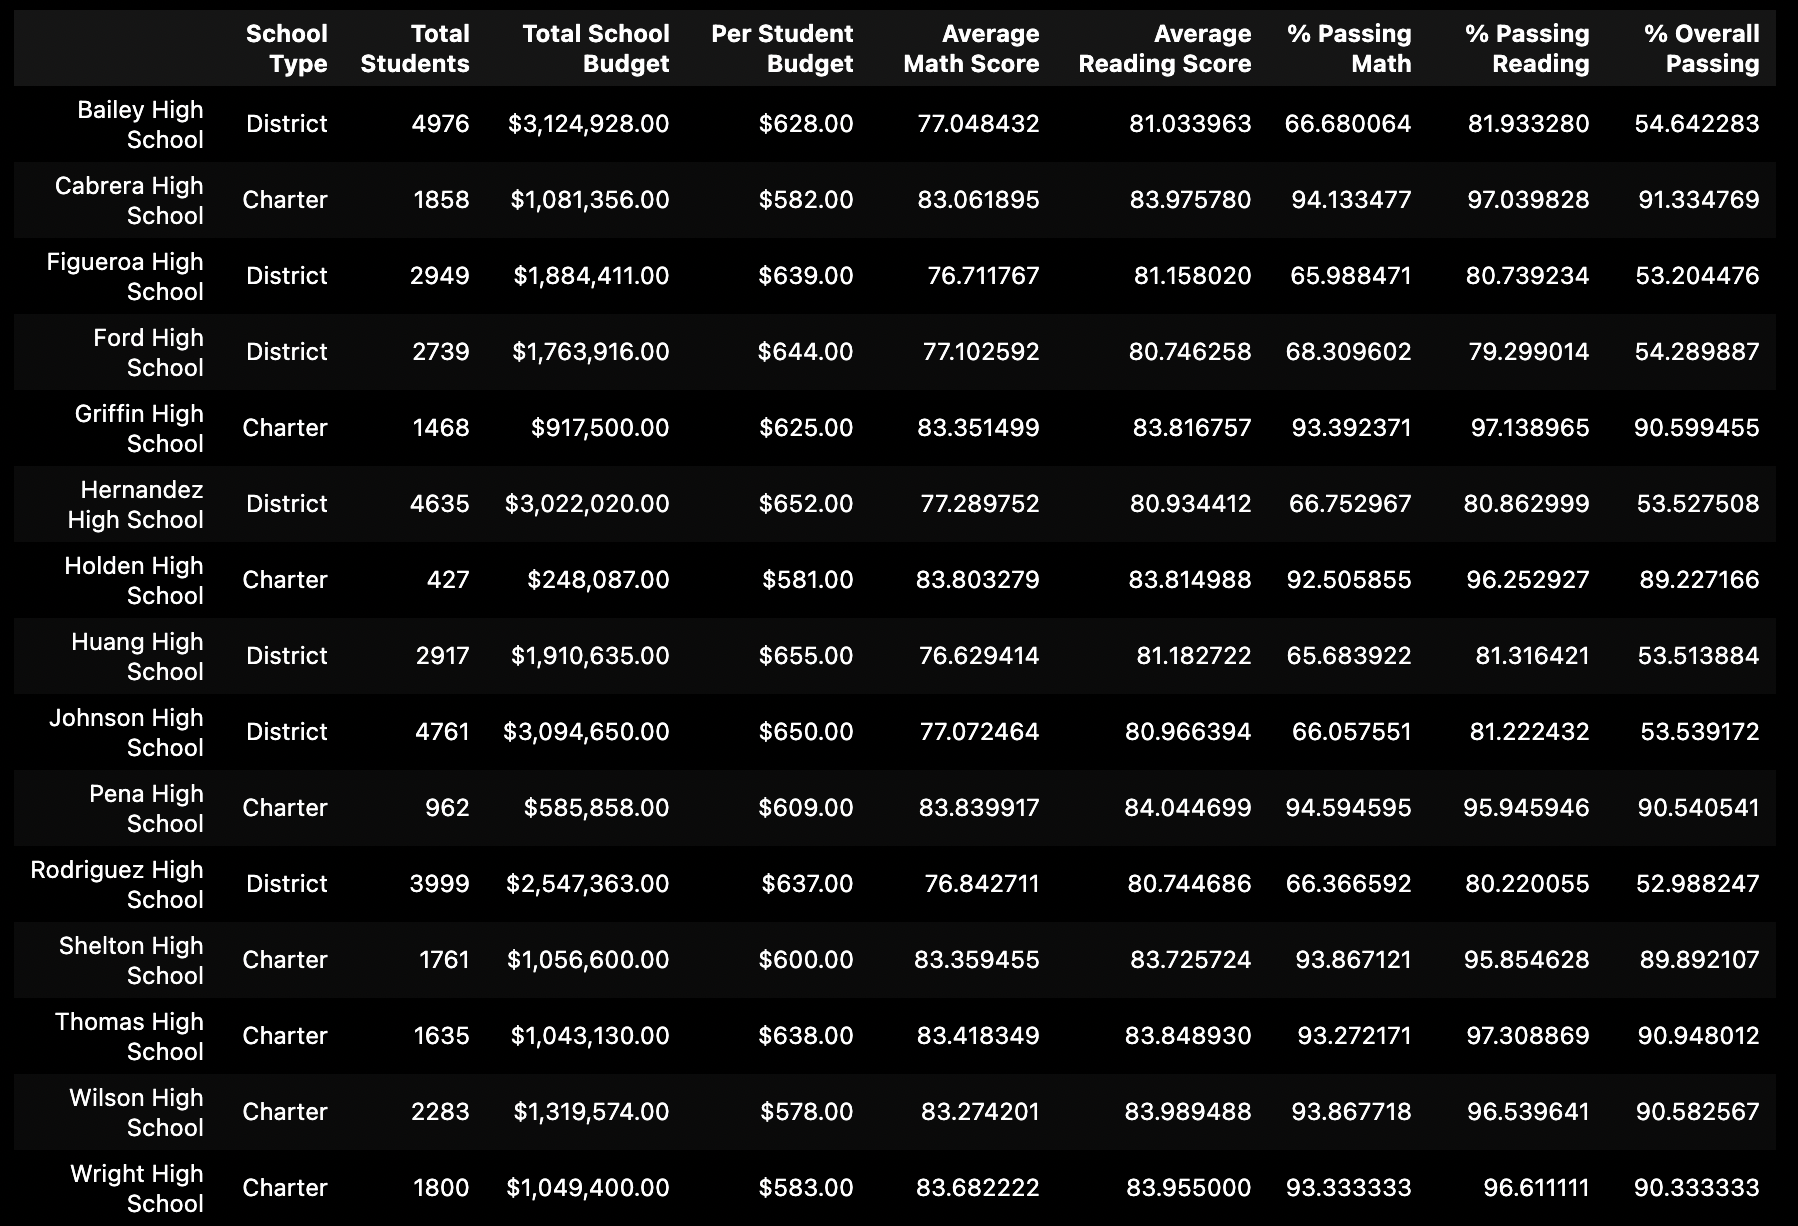 School Type Total Students Total School Budget Per Student Budget Average Math Score Average Reading Score % Passing Math % Passing Reading % Overall Passing
Bailey High School District 4976 $3,124,928.00 $628.00 77.048432 81.033963 66.680064 81.933280 54.642283
Cabrera High School Charter 1858 $1,081,356.00 $582.00 83.061895 83.975780 94.133477 97.039828 91.334769
Figueroa High School District 2949 $1,884,411.00 $639.00 76.711767 81.158020 65.988471 80.739234 53.204476
Ford High School District 2739 $1,763,916.00 $644.00 77.102592 80.746258 68.309602 79.299014 54.289887
Griffin High School Charter 1468 $917,500.00 $625.00 83.351499 83.816757 93.392371 97.138965 90.599455
Hernandez High School District 4635 $3,022,020.00 $652.00 77.289752 80.934412 66.752967 80.862999 53.527508
Holden High School Charter 427 $248,087.00 $581.00 83.803279 83.814988 92.505855 96.252927 89.227166
Huang High School District 2917 $1,910,635.00 $655.00 76.629414 81.182722 65.683922 81.316421 53.513884
Johnson High School District 4761 $3,094,650.00 $650.00 77.072464 80.966394 66.057551 81.222432 53.539172
Pena High School Charter 962 $585,858.00 $609.00 83.839917 84.044699 94.594595 95.945946 90.540541
Rodriguez High School District 3999 $2,547,363.00 $637.00 76.842711 80.744686 66.366592 80.220055 52.988247
Shelton High School Charter 1761 $1,056,600.00 $600.00 83.359455 83.725724 93.867121 95.854628 89.892107
Thomas High School Charter 1635 $1,043,130.00 $638.00 83.418349 83.848930 93.272171 97.308869 90.948012
Wilson High School Charter 2283 $1,319,574.00 $578.00 83.274201 83.989488 93.867718 96.539641 90.582567
Wright High School Charter 1800 $1,049,400.00 $583.00 83.682222 83.955000 93.333333 96.611111 90.333333